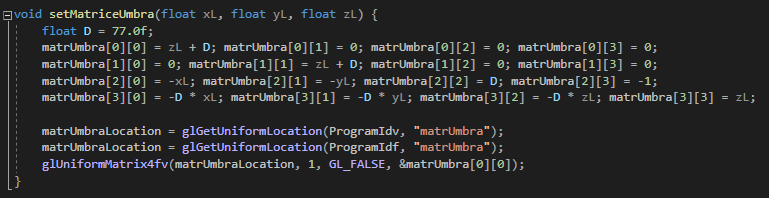 void setMatriceUmbra(float xL, float yL, float zL) {
float D = 77.0f;
matrUmbra[0][0] = zL + D; matrUmbra[0][1] = 0; matrUmbra[0][2] = 0; matrUmbra[0][3] = 0;
matrUmbra[1][0] = 0; matrUmbra[1][1] = zL + D; matrUmbra[1][2] = 0; matrUmbra[1][3] = 0;
matrUmbra[2][0] = -xL; matrUmbra[2][1] = -yL; matrUmbra[2][2] = D; matrUmbra[2][3] = -1;
matrUmbra[3][0] = -D * xL; matrUmbra[3][1] = -D * yL; matrUmbra[3][2] = -D * zL; matrUmbra[3][3] = zL;
matrUmbraLocation = glGetUniformLocation(ProgramIdv, "matrUmbra");
matrUmbraLocation = glGetUniformLocation(ProgramIdf, "matrUmbra");
glUniformMatrix4fv(matrUmbraLocation, 1, GL_FALSE, &matrUmbra[0][0]);
}